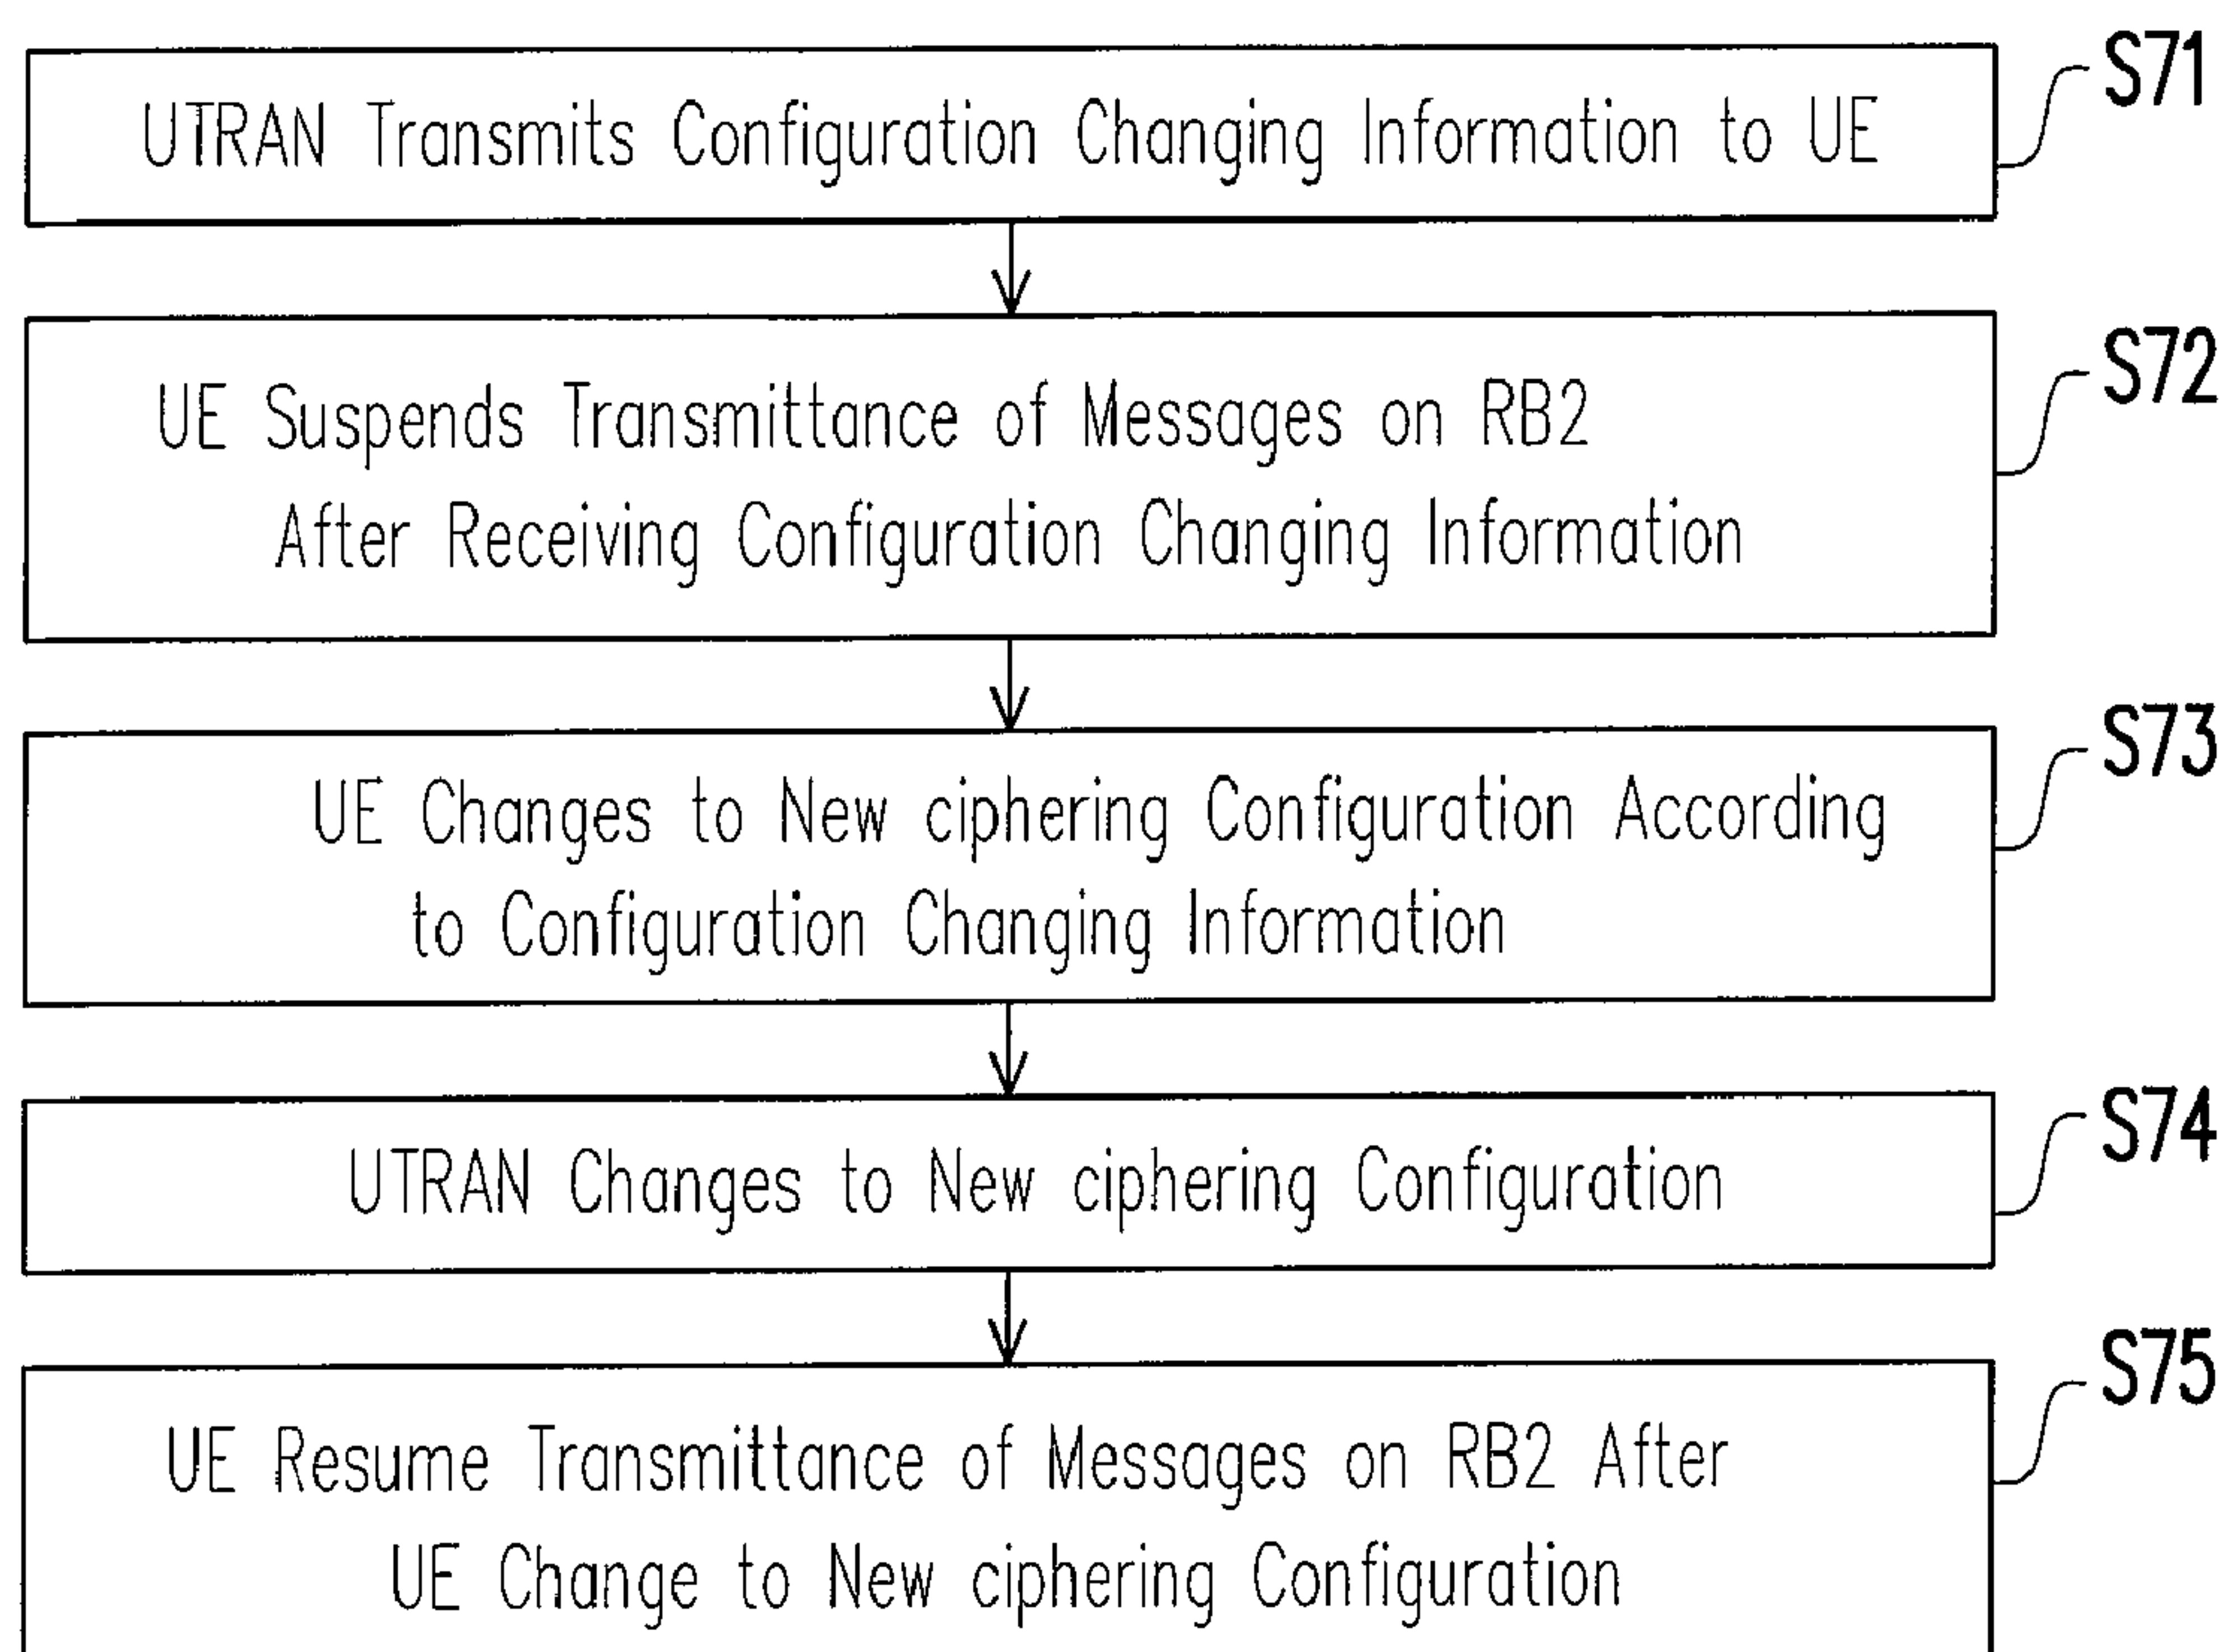 UTRAN Transmits Configuration Changing Information to UE
S71
UE Suspends Transmittance of Messages on RB2
After Receiving Configuration Changing Information
S72
UE Changes to New ciphering Configuration According
to Configuration Changing Information
S73
UTRAN Changes to New ciphering Configuration
S74
UE Resume Transmittance of Messages on RB2 After
UE Change to New ciphering Configuration
S75